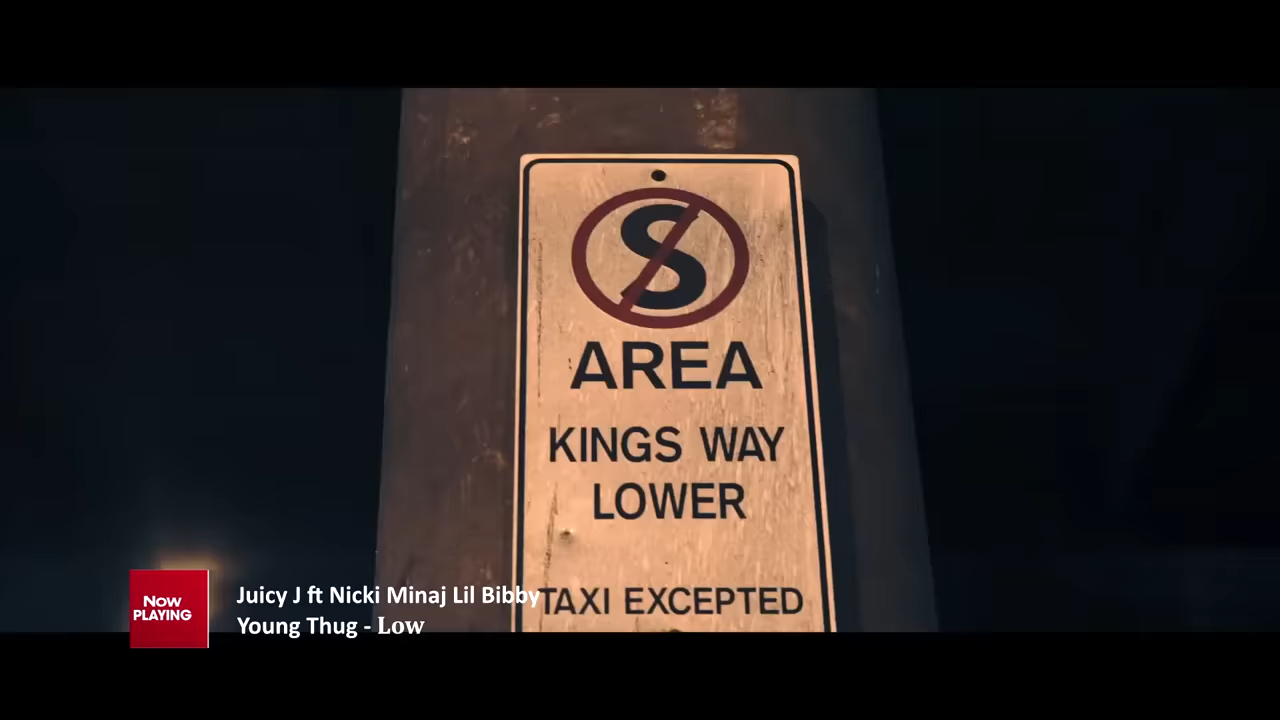 S
AREA
KINGS WAY
LOWER
TAXI EXCEPTED
Now
PLAYING
Juicy J ft Nicki Minaj Lil Bibby
Young Thug - Low